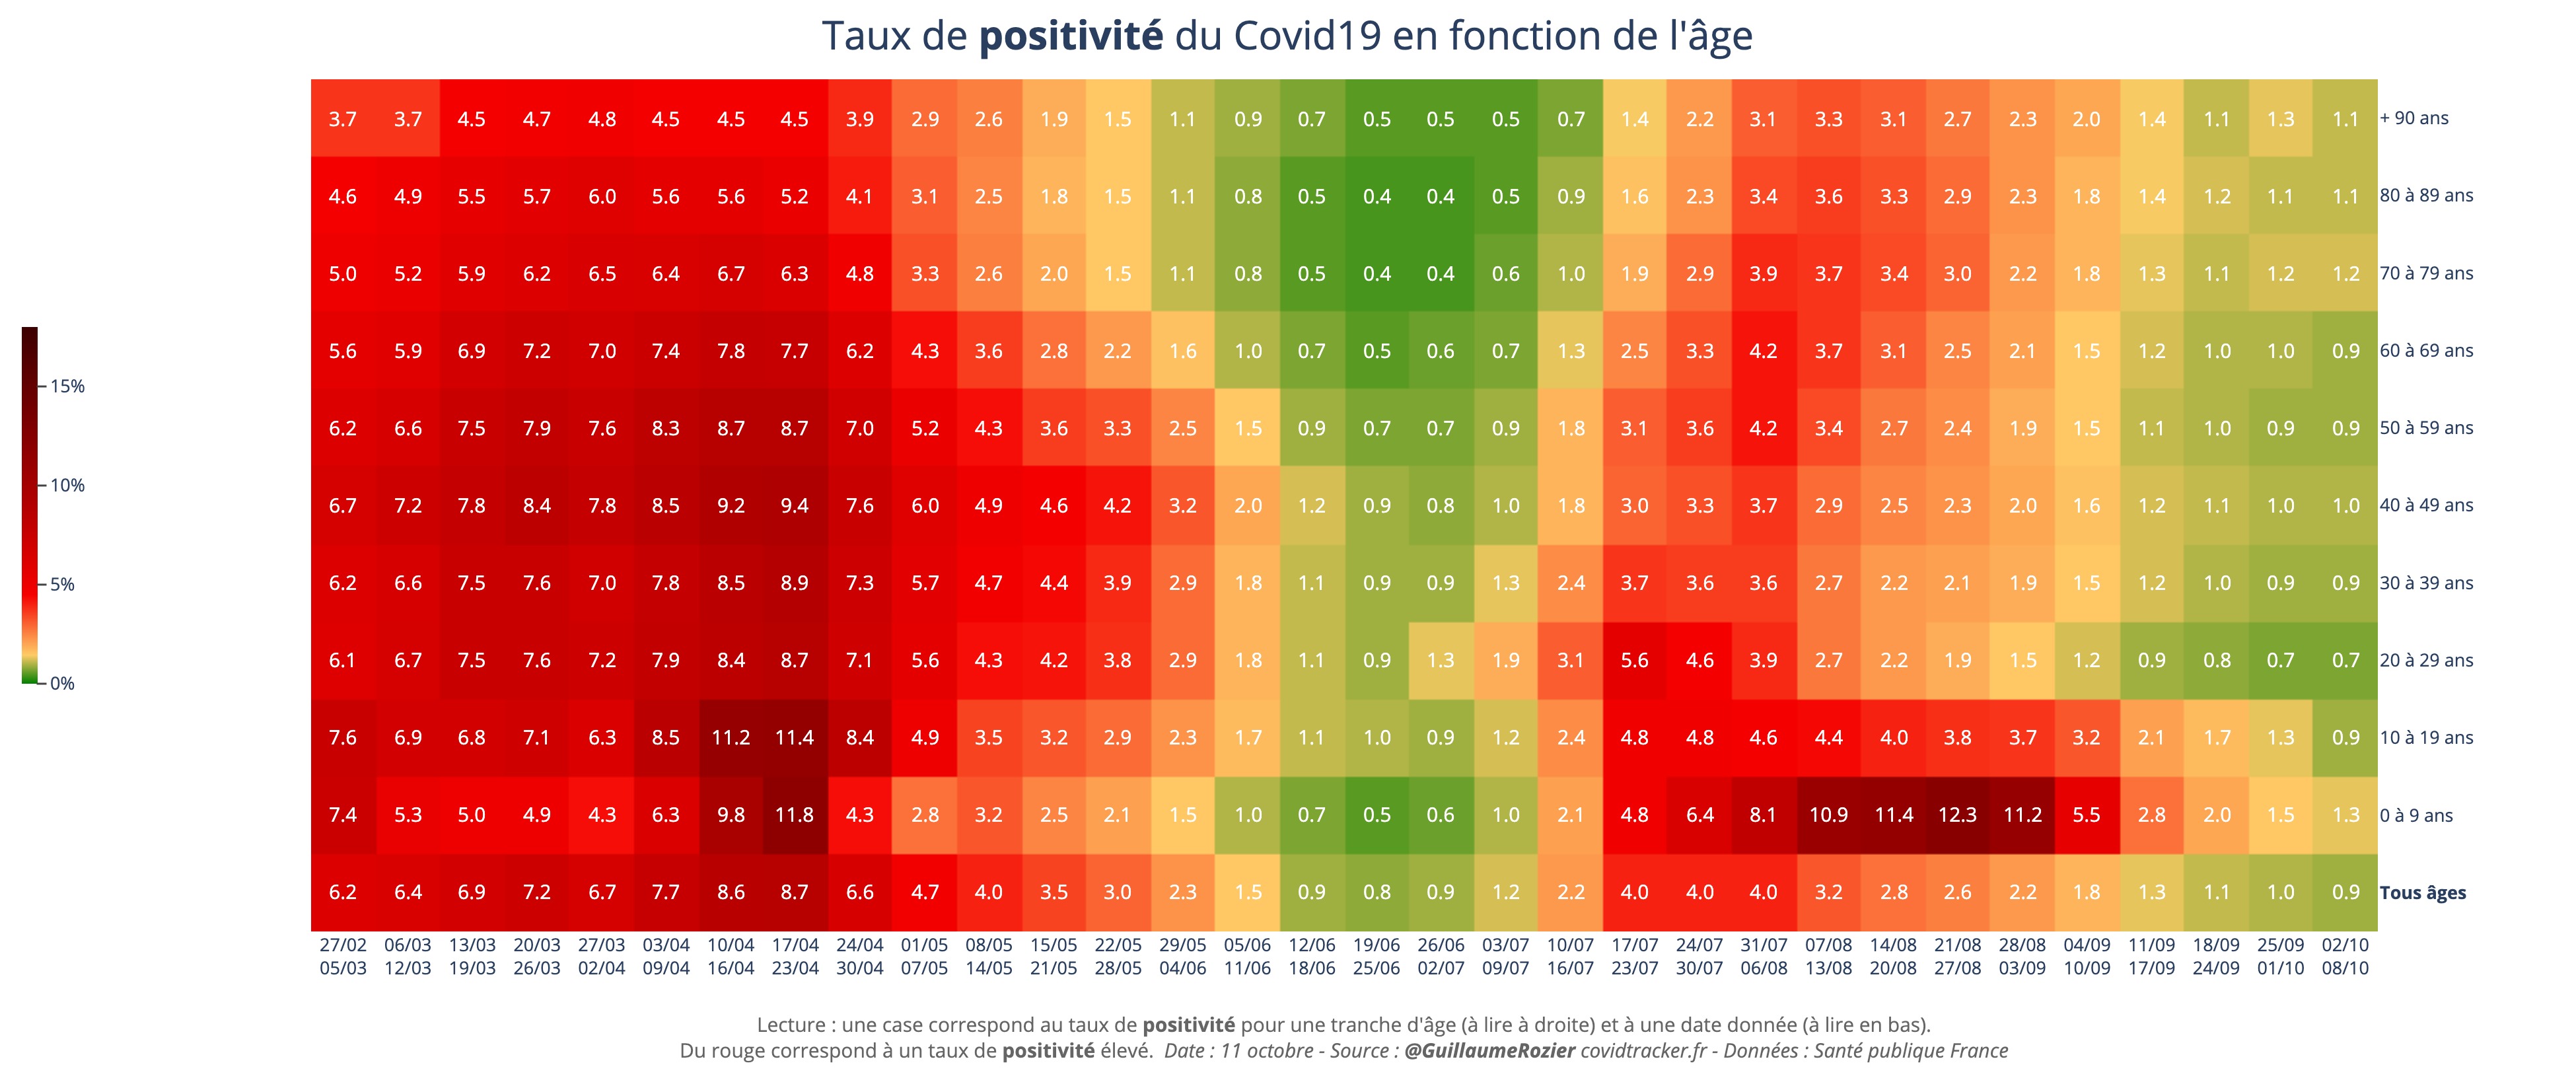 Taux de positivité du Covid19 en fonction de l'âge
3.7 3.7 4.5 4.7 4.8 4.5 4.5 4.5 3.9 2.9 2.6 1.9 1.5 1.1 0.9 0.7 0.5 0.5 0.5 0.7 1.4 2.2 3.1 3.3 3.1 2.7 2.3 2.0 1.4 1.1 1.3 1.1 + 90 ans
4.6 4.9 5.5 5.7 6.0 5.6 5.6 5.2 4.1 3.1 2.5 1.8 1.5 1.1 0.8 0.5 0.4 0.4 0.5 0.9 1.6 2.3 3.4 3.6 3.3 2.9 2.3 1.8 1.4 1.2 1.1 1.1 80 à 89 ans
5.0 5.2 5.9 6.2 6.5 6.4 6.7 6.3 4.8 3.3 2.6 2.0 1.5 1.1 0.8 0.5 0.4 0.4 0.6 1.0 1.9 2.9 3.9 3.7 3.4 3.0 2.2 1.8 1.3 1.1 1.2 1.2 70 à 79 ans
5.6 5.9 6.9 7.2 7.0 7.4 7.8 7.7 6.2 4.3 3.6 2.8 2.2 1.6 1.0 0.7 0.5 0.6 0.7 1.3 2.5 3.3 4.2 3.7 3.1 2.5 2.1 1.5 1.2 1.0 1.0 0.9 60 à 69 ans
15%
6.2 6.6 7.5 7.9 7.6 8.3 8.7 8.7 7.0 5.2 4.3 3.6 3.3 2.5 1.5 0.9 0.7 0.7 0.9 1.8 3.1 3.6 4.2 3.4 2.7 2.4 1.9 1.5 1.1 1.0 0.9 0.9 50 à 59 ans
10%
6.7 7.2 7.8 8.4 7.8 8.5 9.2 9.4 7.6 6.0 4.9 4.6 4.2 3.2 2.0 1.2 0.9 0.8 1.0 1.8 3.0 3.3 3.7 2.9 2.5 2.3 2.0 1.6 1.2 1.1 1.0 1.0 40 à 49 ans
5%
6.2 6.6 7.5 7.6 7.0 7.8 8.5 8.9 7.3 5.7 4.7 4.4 3.9 2.9 1.8 1.1 0.9 0.9 1.3 2.4 3.7 3.6 3.6 2.7 2.2 2.1 1.9 1.5 1.2 1.0 0.9 0.9 30 à 39 ans
6.1 6.7 7.5 7.6 7.2 7.9 8.4 8.7 7.1 5.6 4.3 4.2 3.8 2.9 1.8 1.1 0.9 1.3 1.9 3.1 5.6 4.6 3.9 2.7 2.2 1.9 1.5 1.2 0.9 0.8 0.7 0.7 20 à 29 ans
0%
7.6 6.9 6.8 7.1 6.3 8.5 11.2 11.4 8.4 4.9 3.5 3.2 2.9 2.3 1.7 1.1 1.0 0.9 1.2 2.4 4.8 4.8 4.6 4.4 4.0 3.8 3.7 3.2 2.1 1.7 1.3 0.9 10 à 19 ans
7.4 5.3 5.0 4.9 4.3 6.3 9.8 11.8 4.3 2.8 3.2 2.5 2.1 1.5 1.0 0.7 0.5 0.6 1.0 2.1 4.8 6.4 8.1 10.9 11.4 12.3 11.2 5.5 2.8 2.0 1.5 1.3 0 à 9 ans
6.2 6.4 6.9 7.2 6.7 7.7 8.6 8.7 6.6 4.7 4.0 3.5 3.0 2.3 1.5 0.9 0.8 0.9 1.2 2.2 4.0 4.0 4.0 3.2 2.8 2.6 2.2 1.8 1.3 1.1 1.0 0.9 Tous âges
27/02 06/03 13/03 20/03 27/03 03/04 10/04 17/04 24/04 01/05 08/05 15/05 22/05 29/05 05/06 12/06 19/06 26/06 03/07 10/07 17/07 24/07 31/07 07/08 14/08 21/08 28/08 04/09 11/09 18/09 25/09 02/10
05/03 12/03 19/03 26/03 02/04 09/04 16/04 23/04 30/04 07/05 14/05 21/05 28/05 04/06 11/06 18/06 25/06 02/07 09/07 16/07 23/07 30/07 06/08 13/08 20/08 27/08 03/09 10/09 17/09 24/09 01/10 08/10
Lecture : une case correspond au taux de positivité pour une tranche d'âge (à lire à droite) et à une date donnée (à lire en bas).
Du rouge correspond à un taux de positivité élevé. Date : 11 octobre - Source : @GuillaumeRozier covidtracker.fr - Données : Santé publique France